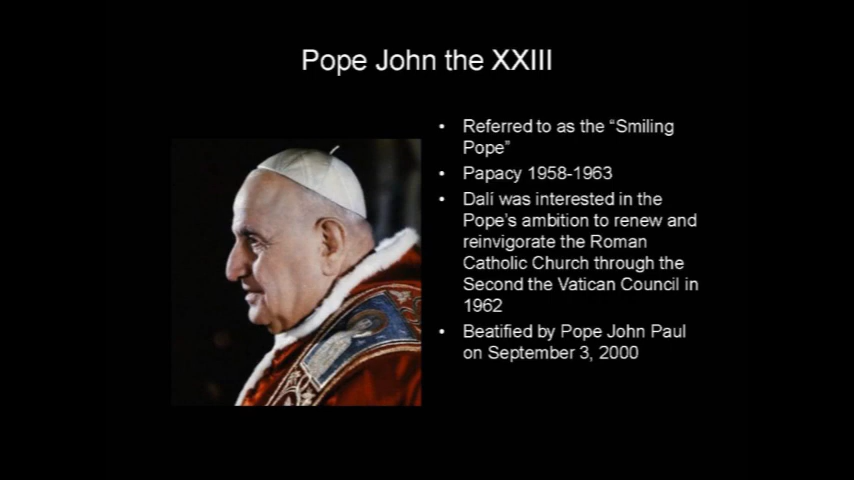 Pope John the XXIII
• Referred to as the “Smiling
Pope”
• Papacy 1958-1963
• Dalí was interested in the
Pope’s ambition to renew and
reinvigorate the Roman
Catholic Church through the
Second the Vatican Council in
1962
• Beatified by Pope John Paul
on September 3, 2000